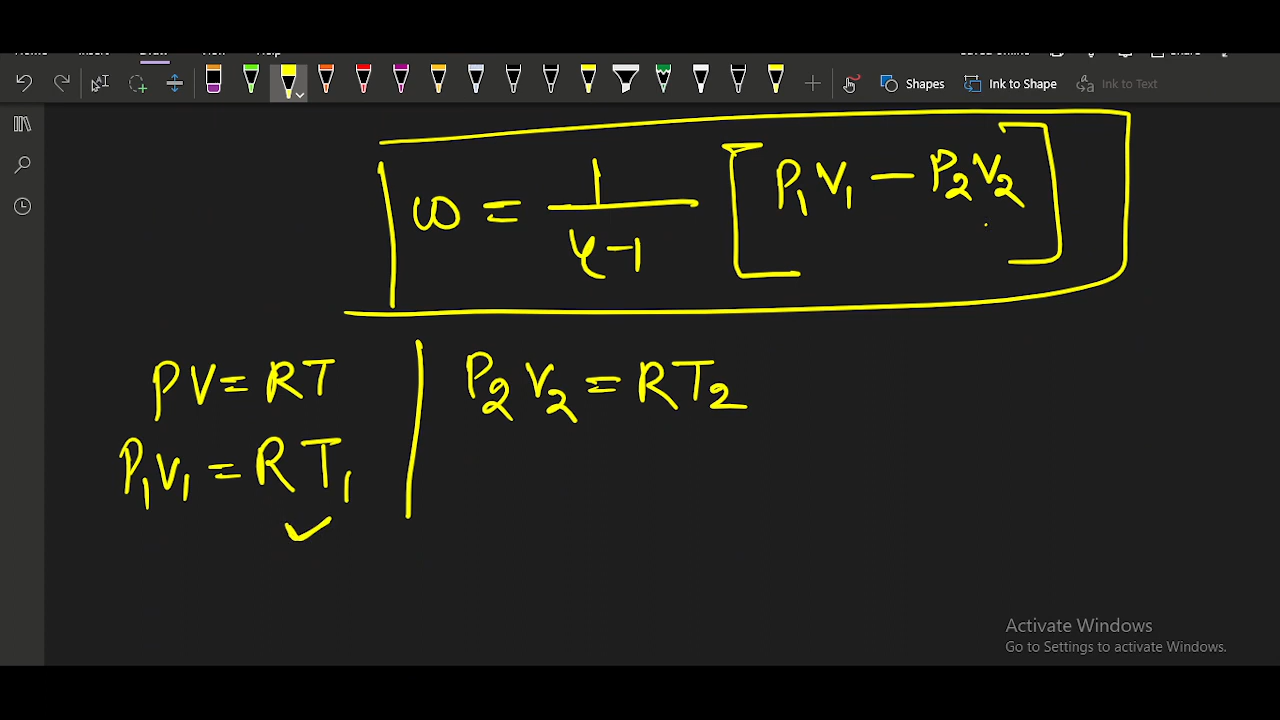 Shapes Ink to Shape Ink to Text
ω = 1/γ-1 [P₁V₁ - P₂V₂]
PV = RT
P₁V₁ = RT₁
P₂V₂ = RT₂
Activate Windows
Go to Settings to activate Windows.